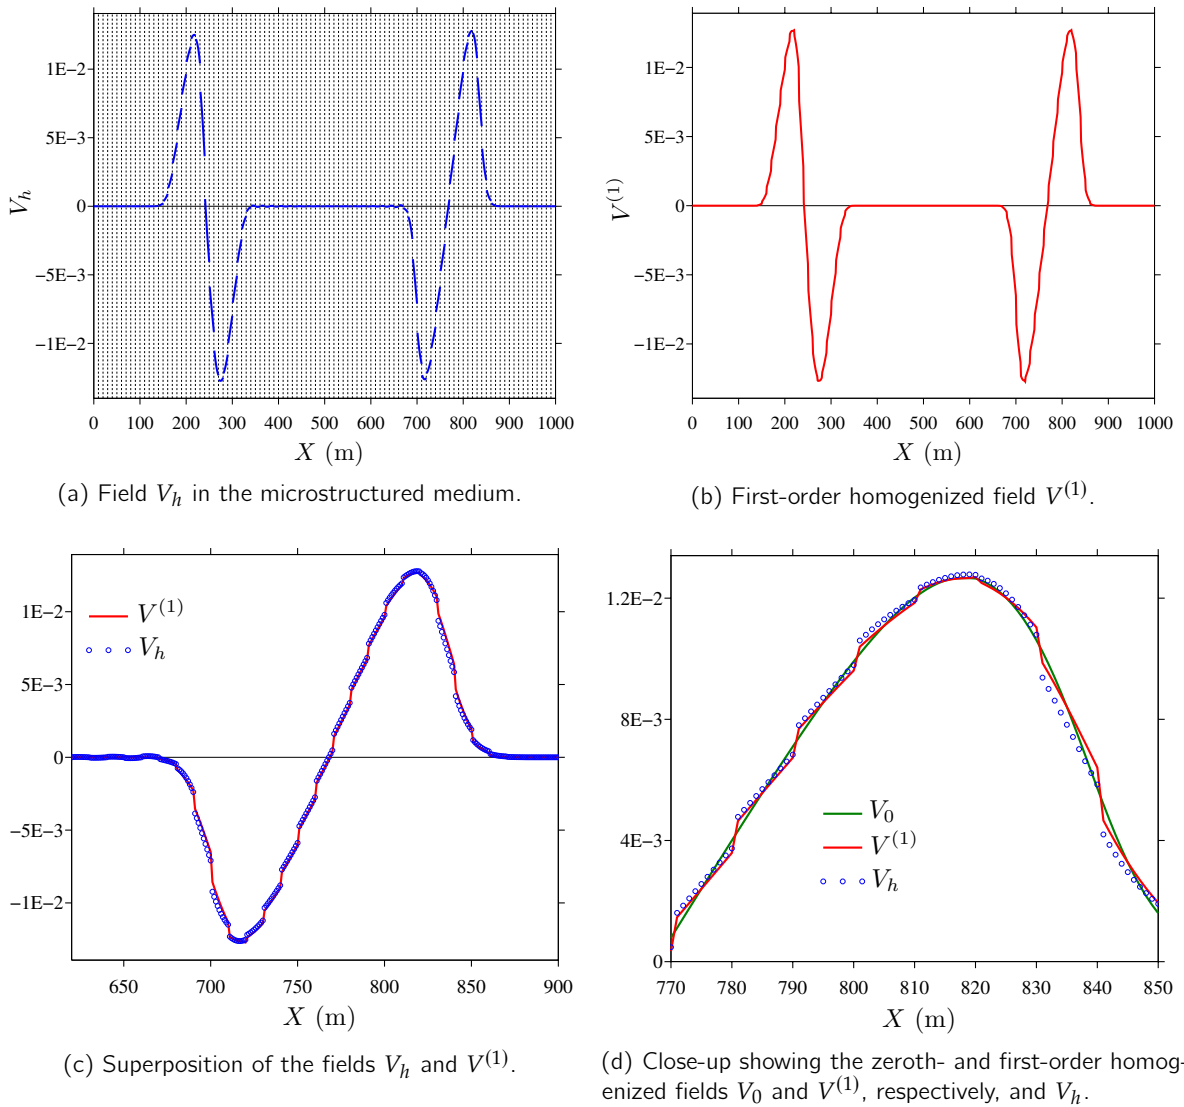 1E−2
5E−3
0
−5E−3
−1E−2
V_h
0 100 200 300 400 500 600 700 800 900 1000
X (m)
(a) Field V_h in the microstructured medium.
1E−2
5E−3
0
−5E−3
−1E−2
V^(1)
0 100 200 300 400 500 600 700 800 900 1000
X (m)
(b) First-order homogenized field V^(1).
1E−2
5E−3
0
−5E−3
−1E−2
V^(1)
V_h
650 700 750 800 850 900
X (m)
(c) Superposition of the fields V_h and V^(1).
1.2E−2
8E−3
4E−3
0
V_0
V^(1)
V_h
770 780 790 800 810 820 830 840 850
X (m)
(d) Close-up showing the zeroth- and first-order homog-
enized fields V_0 and V^(1), respectively, and V_h.